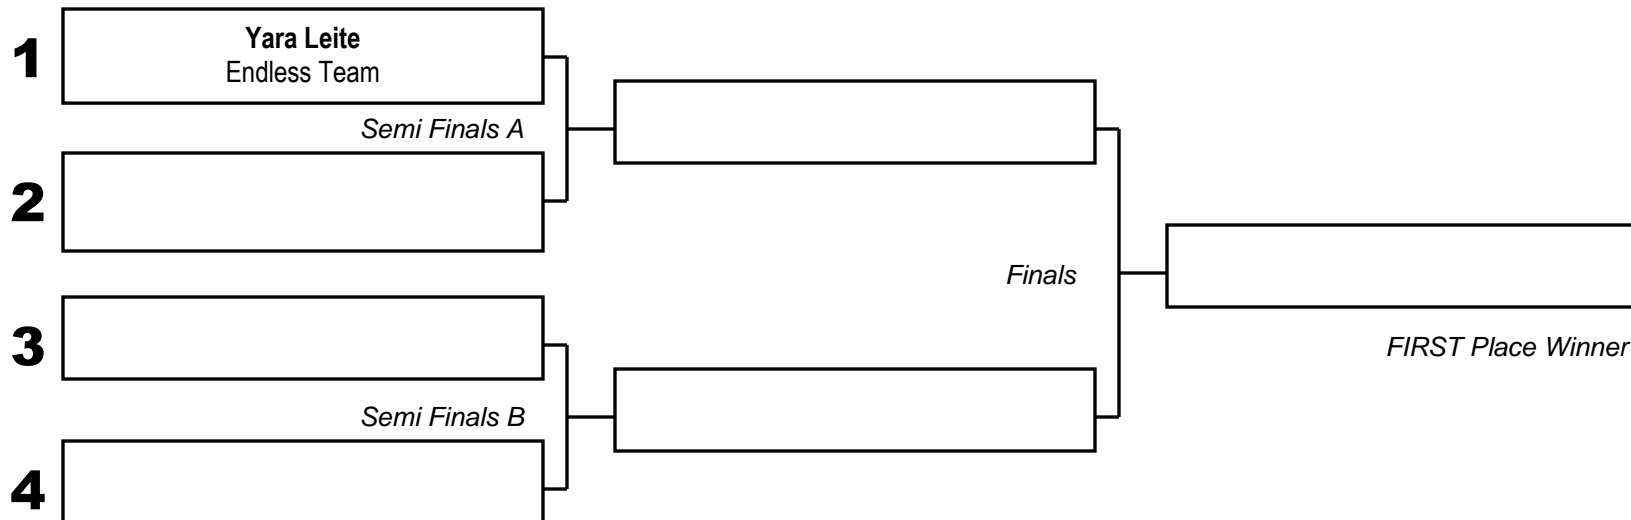 1
Yara Leite
Endless Team
Semi Finals A
2
Finals
3
FIRST Place Winner
Semi Finals B
4